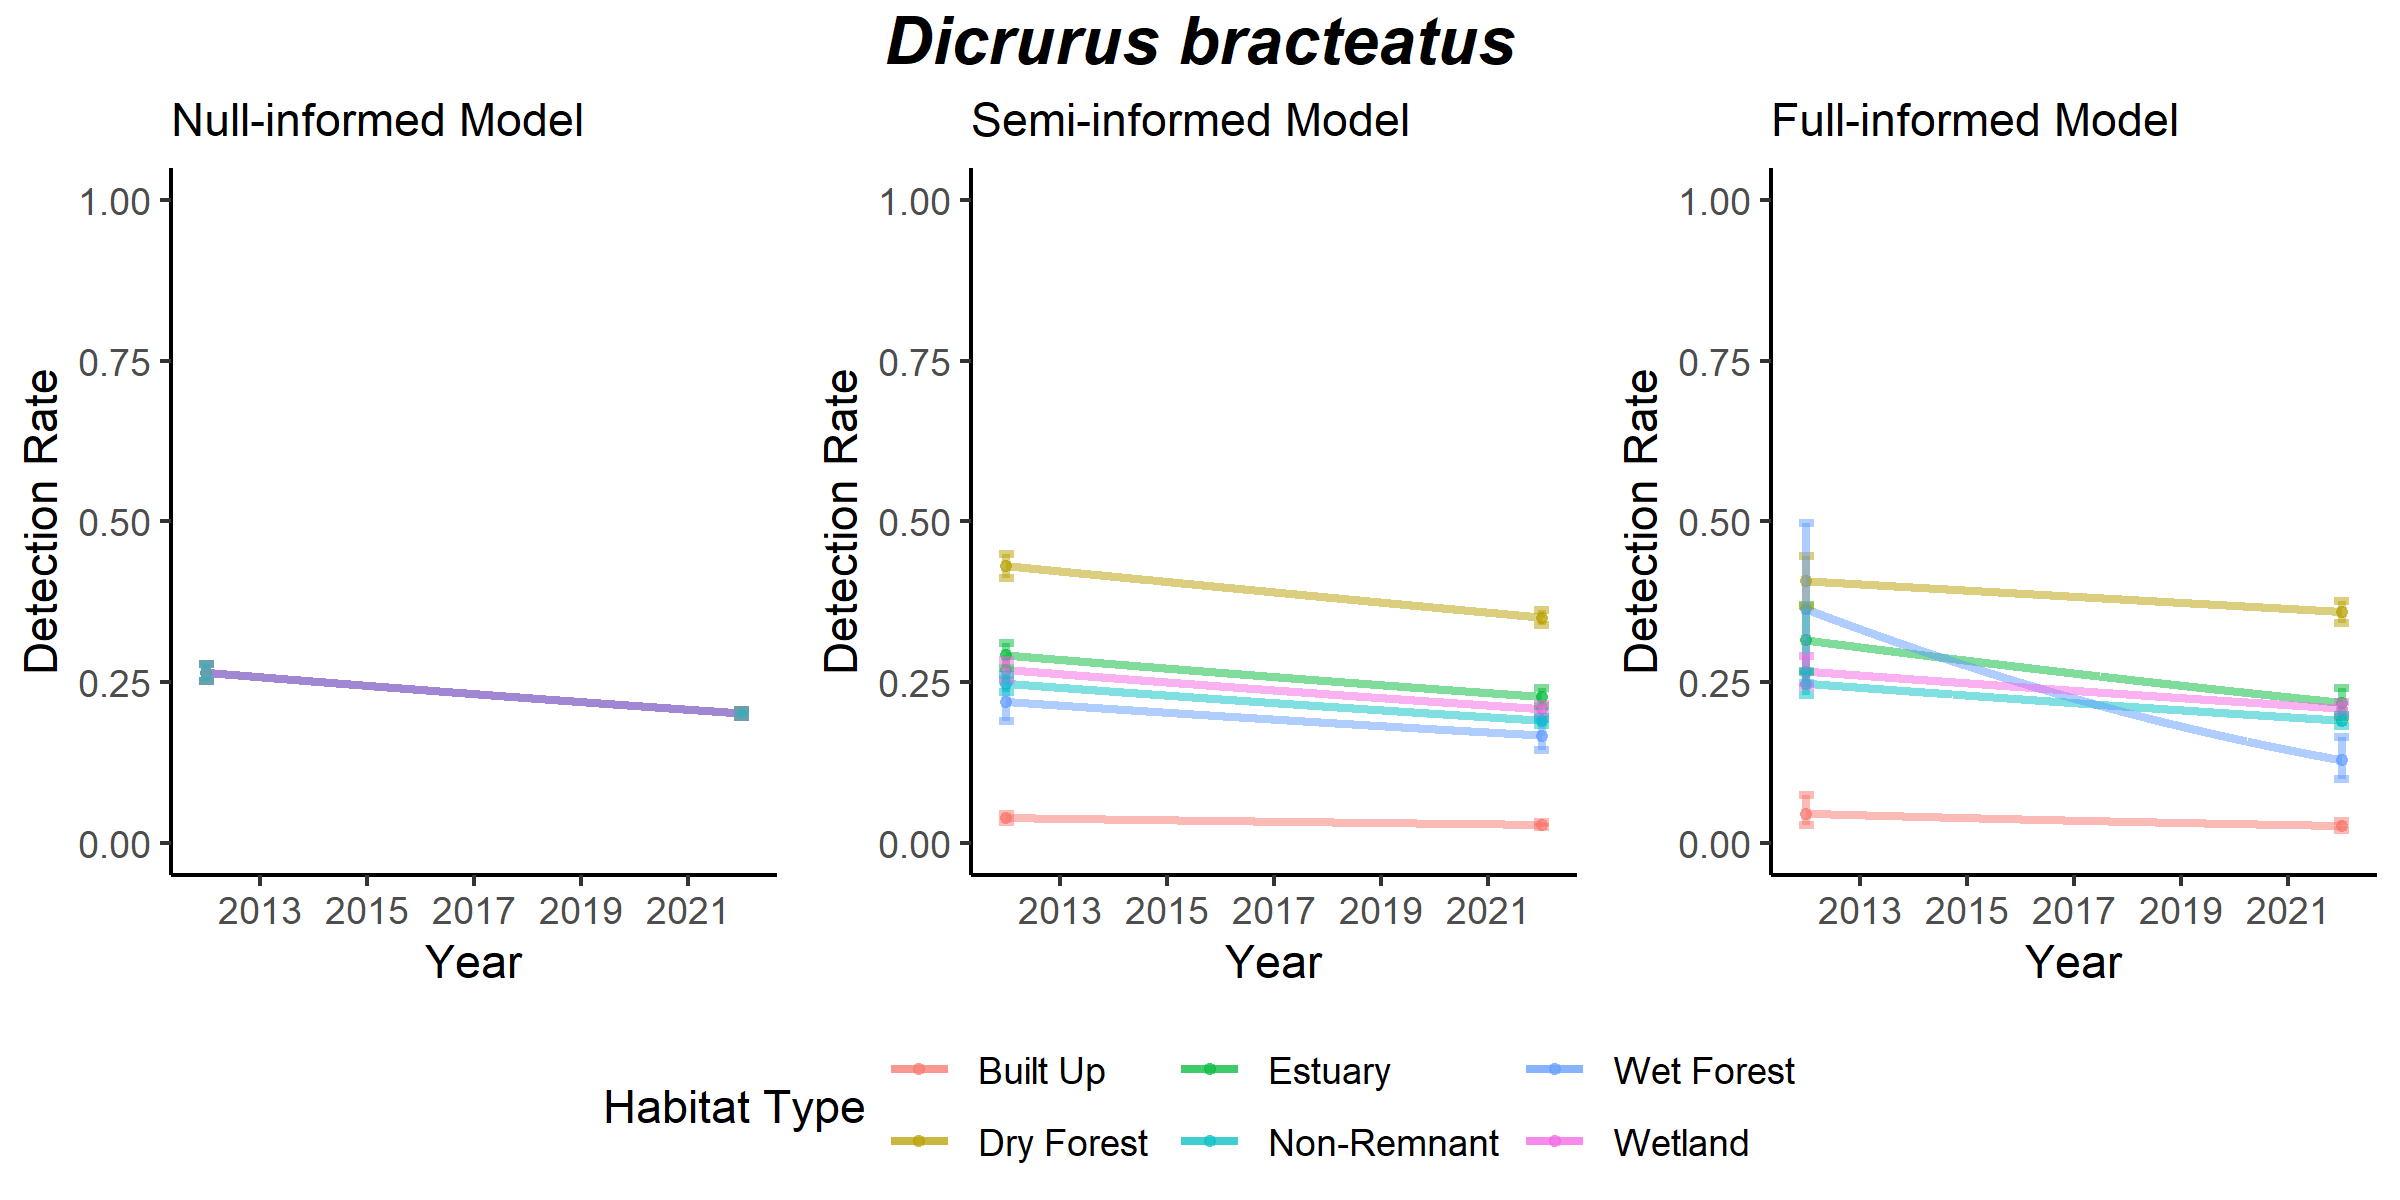 Dicrurus bracteatus
Null-informed Model
Semi-informed Model
Full-informed Model
Detection Rate
1.00
0.75
0.50
0.25
0.00
2013 2015 2017 2019 2021
Year
Detection Rate
1.00
0.75
0.50
0.25
0.00
2013 2015 2017 2019 2021
Year
Detection Rate
1.00
0.75
0.50
0.25
0.00
2013 2015 2017 2019 2021
Year
Habitat Type
Built Up
Dry Forest
Estuary
Non-Remnant
Wet Forest
Wetland